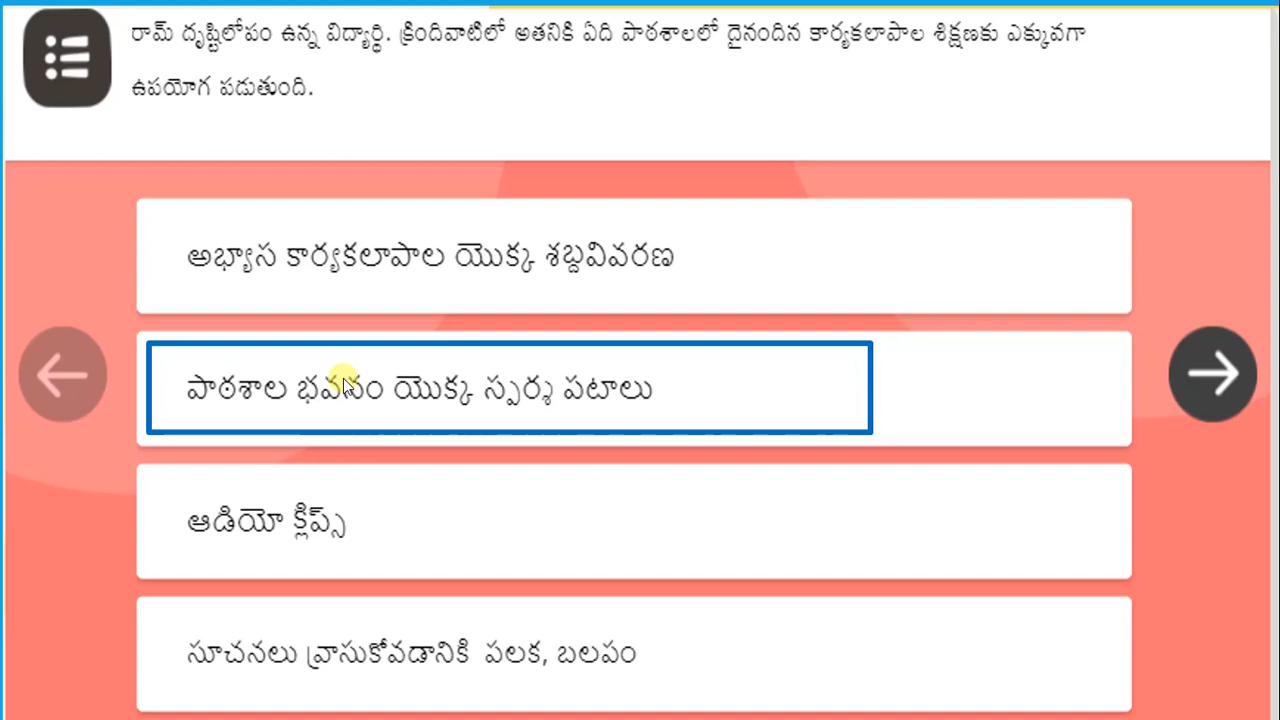 రామ్ దృష్టిలోపం ఉన్న విద్యార్థి. క్రిందివాటిలో అతనికి ఏది పాఠశాలలో దైనందిన కార్యకలాపాల శిక్షణకు ఎక్కువగా
ఉపయోగ పడుతుంది.
అభ్యాస కార్యకలాపాల యొక్క శబ్దవివరణ
పాఠశాల భవనం యొక్క స్పర్శ పటాలు
ఆడియో క్లిప్స్
సూచనలు వ్రాసుకోవడానికి పలక, బలపం